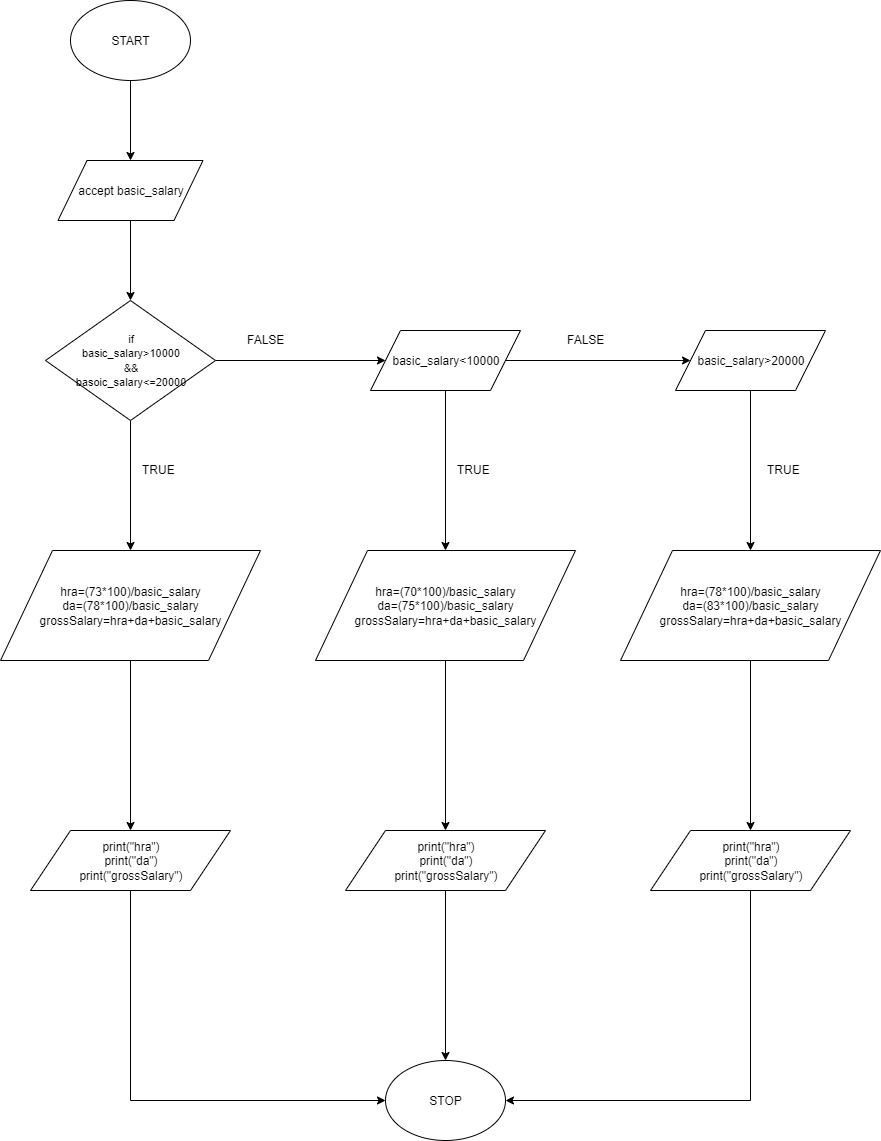 START
accept basic_salary
if
basic_salary>10000
&&
basoic_salary<=20000
FALSE
basic_salary<10000
FALSE
basic_salary>20000
TRUE
TRUE
TRUE
hra=(73*100)/basic_salary
da=(78*100)/basic_salary
grossSalary=hra+da+basic_salary
hra=(70*100)/basic_salary
da=(75*100)/basic_salary
grossSalary=hra+da+basic_salary
hra=(78*100)/basic_salary
da=(83*100)/basic_salary
grossSalary=hra+da+basic_salary
print("hra")
print("da")
print("grossSalary")
print("hra")
print("da")
print("grossSalary")
print("hra")
print("da")
print("grossSalary")
STOP